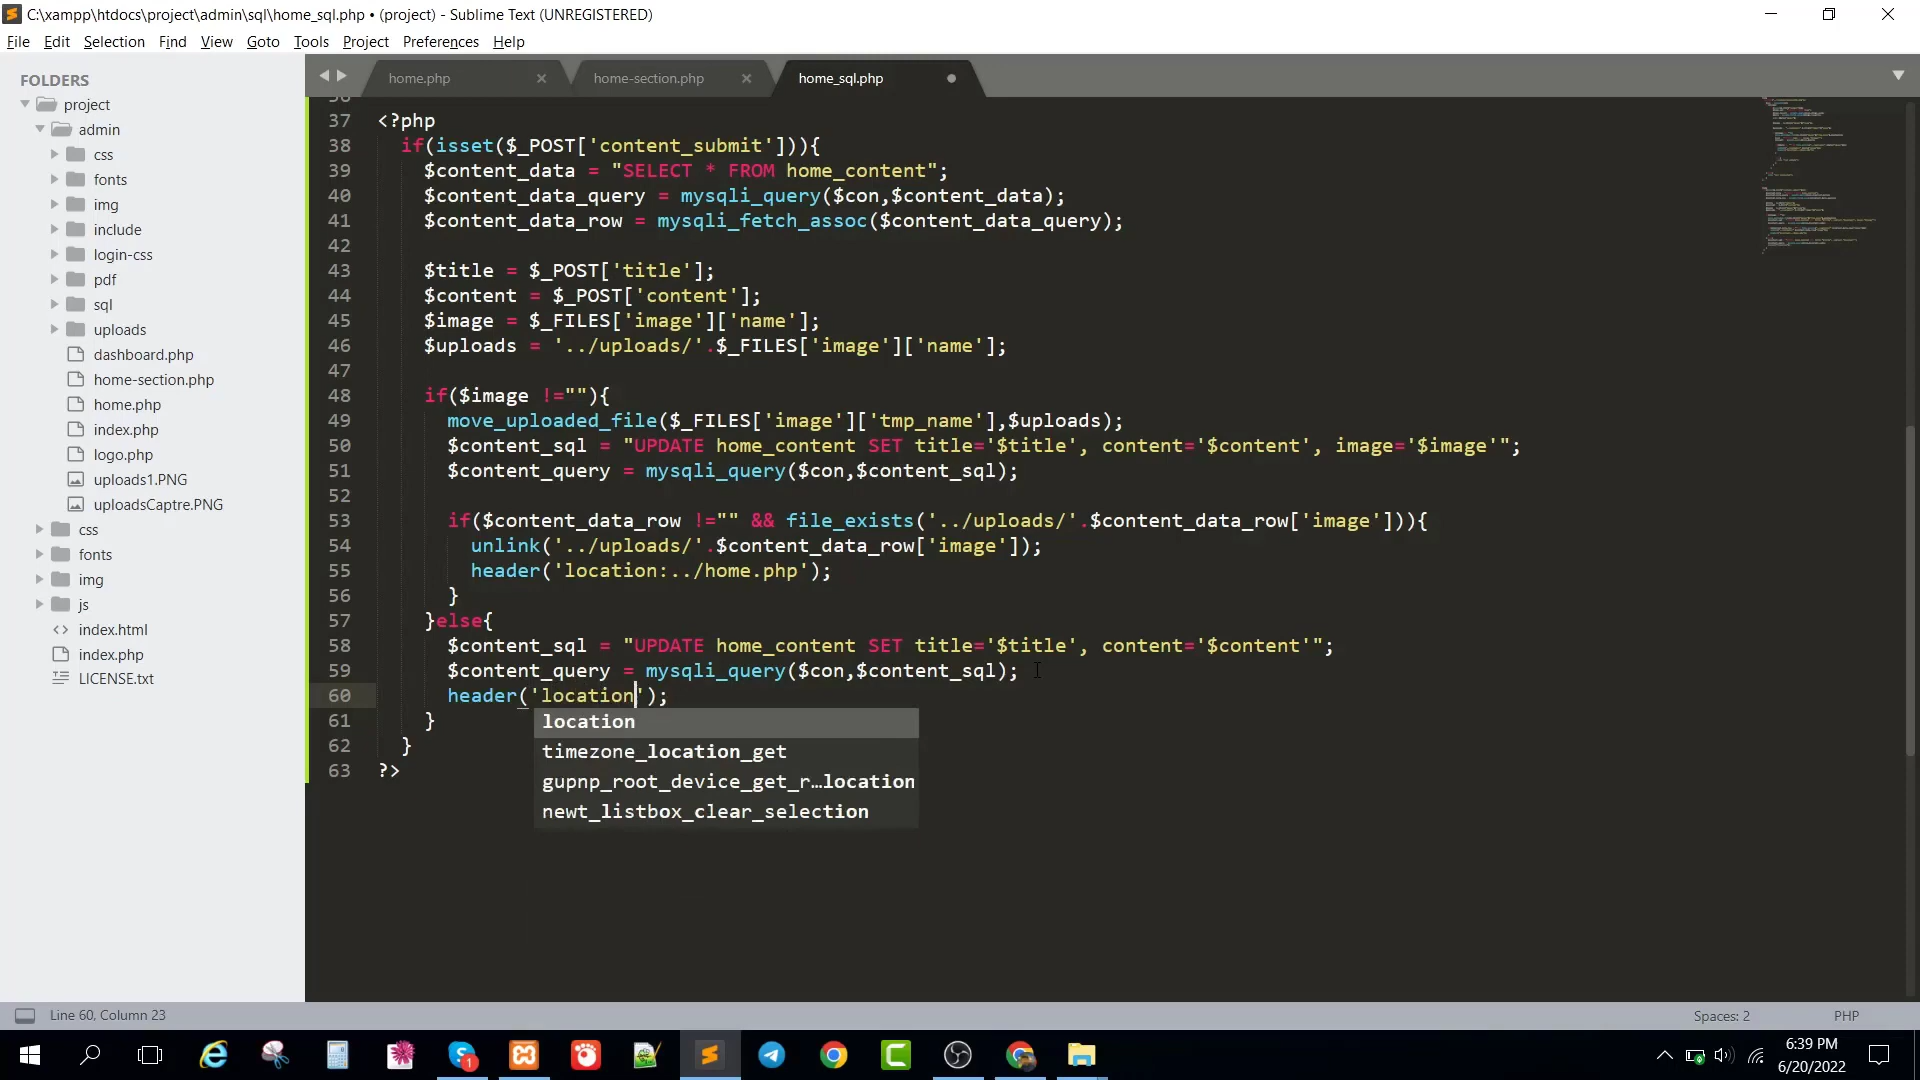 C:\xampp\htdocs\project\admin\sql\home_sql.php • (project) - Sublime Text (UNREGISTERED)
File Edit Selection Find View Goto Tools Project Preferences Help
FOLDERS
project
admin
css
fonts
img
include
login-css
pdf
sql
uploads
dashboard.php
home-section.php
home.php
index.php
logo.php
uploads1.PNG
uploadsCaptre.PNG
css
fonts
img
js
index.html
index.php
LICENSE.txt
home.php home-section.php home_sql.php
37 <?php
38 if(isset($_POST['content_submit'])){
39 $content_data = "SELECT * FROM home_content";
40 $content_data_query = mysqli_query($con,$content_data);
41 $content_data_row = mysqli_fetch_assoc($content_data_query);
42
43 $title = $_POST['title'];
44 $content = $_POST['content'];
45 $image = $_FILES['image']['name'];
46 $uploads = '../uploads/'.$_FILES['image']['name'];
47
48 if($image !=""){
49 move_uploaded_file($_FILES['image']['tmp_name'],$uploads);
50 $content_sql = "UPDATE home_content SET title='$title', content='$content', image='$image'";
51 $content_query = mysqli_query($con,$content_sql);
52
53 if($content_data_row !="" && file_exists('../uploads/'.$content_data_row['image'])){
54 unlink('../uploads/'.$content_data_row['image']);
55 header('location:../home.php');
56 }
57 }else{
58 $content_sql = "UPDATE home_content SET title='$title', content='$content'";
59 $content_query = mysqli_query($con,$content_sql);
60 header('location');
61 }
62 }
63 ?>
location
timezone_location_get
gupnp_root_device_get_r…location
newt_listbox_clear_selection
Line 60, Column 23
Spaces: 2
PHP
6:39 PM
6/20/2022